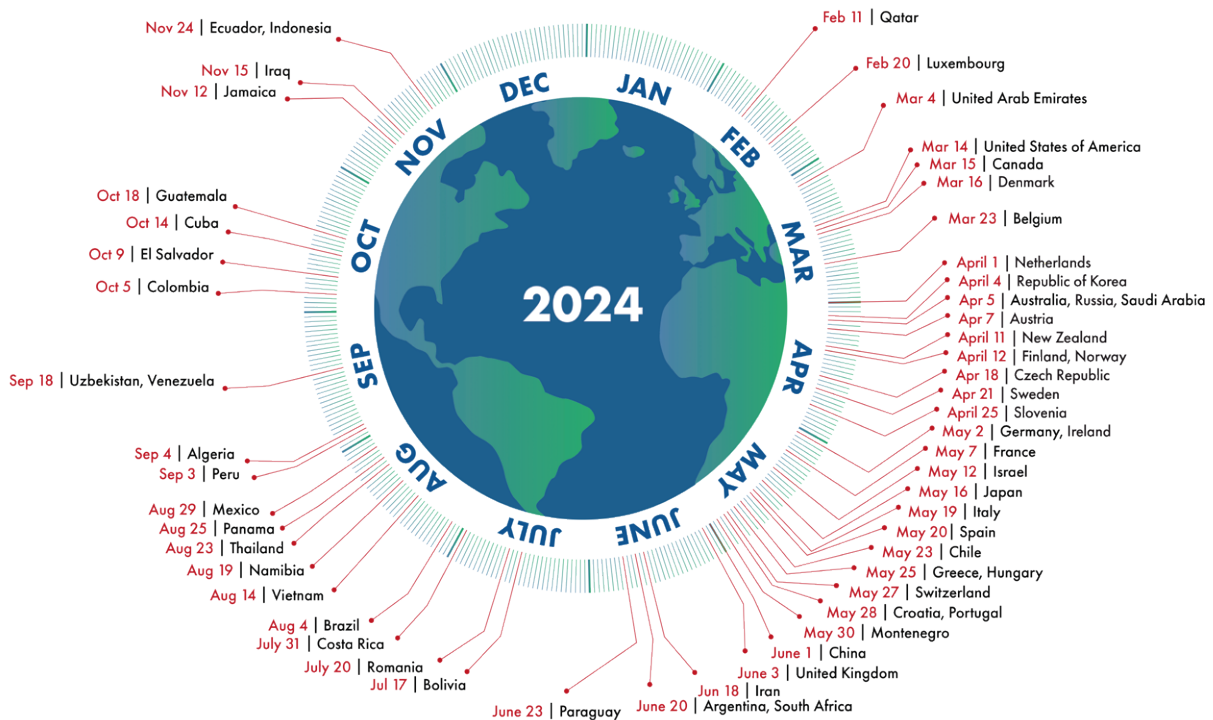 2024
JAN
FEB
MAR
APR
MAY
JUNE
JULY
AUG
SEP
OCT
NOV
DEC
Feb 11 | Qatar
Feb 20 | Luxembourg
Mar 4 | United Arab Emirates
Mar 14 | United States of America
Mar 15 | Canada
Mar 16 | Denmark
Mar 23 | Belgium
April 1 | Netherlands
April 4 | Republic of Korea
Apr 5 | Australia, Russia, Saudi Arabia
Apr 7 | Austria
April 11 | New Zealand
April 12 | Finland, Norway
Apr 18 | Czech Republic
Apr 21 | Sweden
April 25 | Slovenia
May 2 | Germany, Ireland
May 7 | France
May 12 | Israel
May 16 | Japan
May 19 | Italy
May 20 | Spain
May 23 | Chile
May 25 | Greece, Hungary
May 27 | Switzerland
May 28 | Croatia, Portugal
May 30 | Montenegro
June 1 | China
June 3 | United Kingdom
Jun 18 | Iran
June 20 | Argentina, South Africa
June 23 | Paraguay
Jul 17 | Bolivia
July 20 | Romania
July 31 | Costa Rica
Aug 4 | Brazil
Aug 14 | Vietnam
Aug 19 | Namibia
Aug 23 | Thailand
Aug 25 | Panama
Aug 29 | Mexico
Sep 3 | Peru
Sep 4 | Algeria
Sep 18 | Uzbekistan, Venezuela
Oct 5 | Colombia
Oct 9 | El Salvador
Oct 14 | Cuba
Oct 18 | Guatemala
Nov 12 | Jamaica
Nov 15 | Iraq
Nov 24 | Ecuador, Indonesia